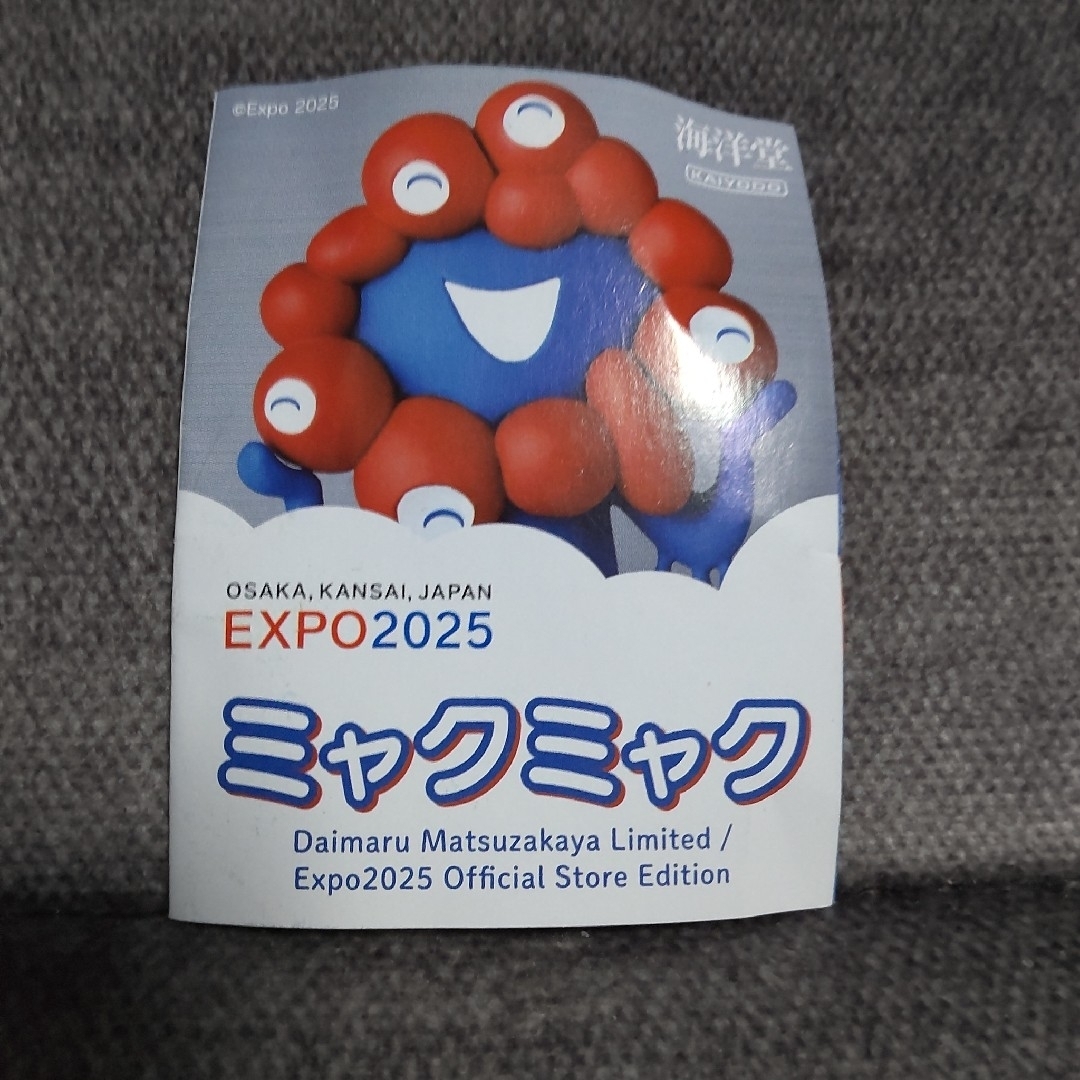 ©Expo 2025
海洋堂
KAIYODO
OSAKA, KANSAI, JAPAN
EXPO2025
ミャクミャク
Daimaru Matsuzakaya Limited /
Expo2025 Official Store Edition